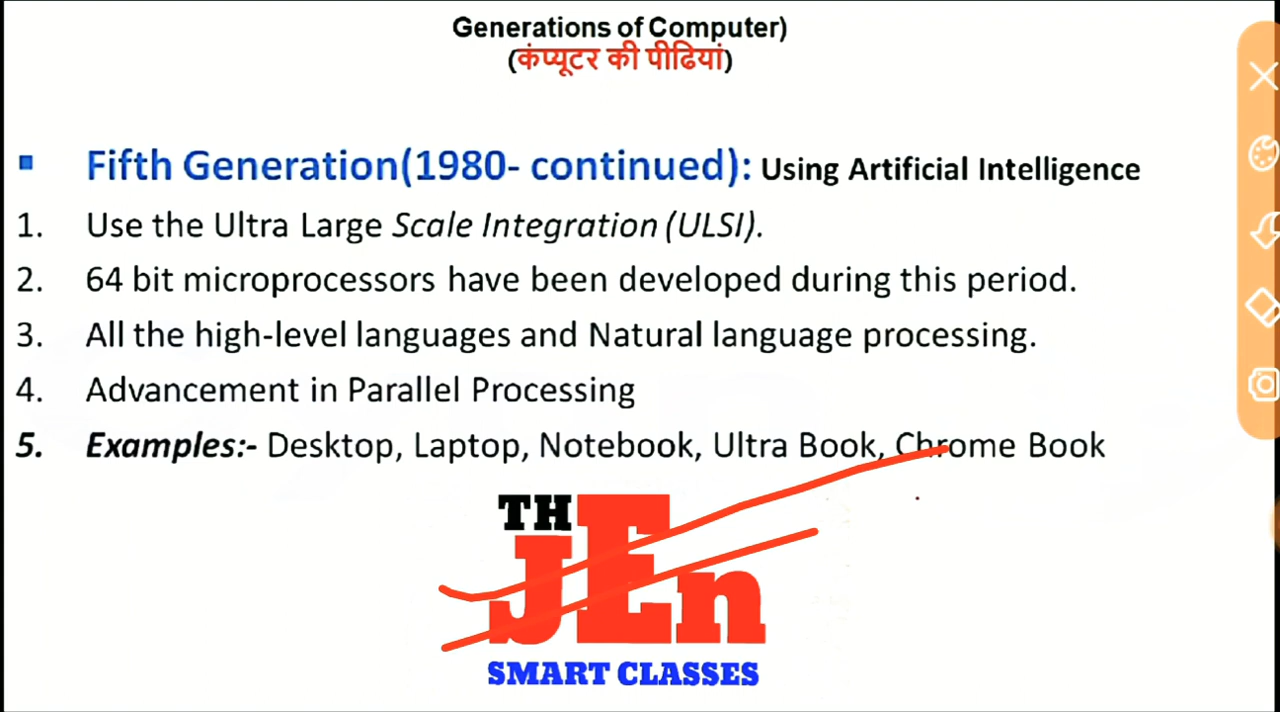 Generations of Computer)
(कंप्यूटर की पीढियां)
▪ Fifth Generation(1980- continued): Using Artificial Intelligence
1. Use the Ultra Large Scale Integration (ULSI).
2. 64 bit microprocessors have been developed during this period.
3. All the high-level languages and Natural language processing.
4. Advancement in Parallel Processing
5. Examples:- Desktop, Laptop, Notebook, Ultra Book, Chrome Book
TH
JEn
SMART CLASSES